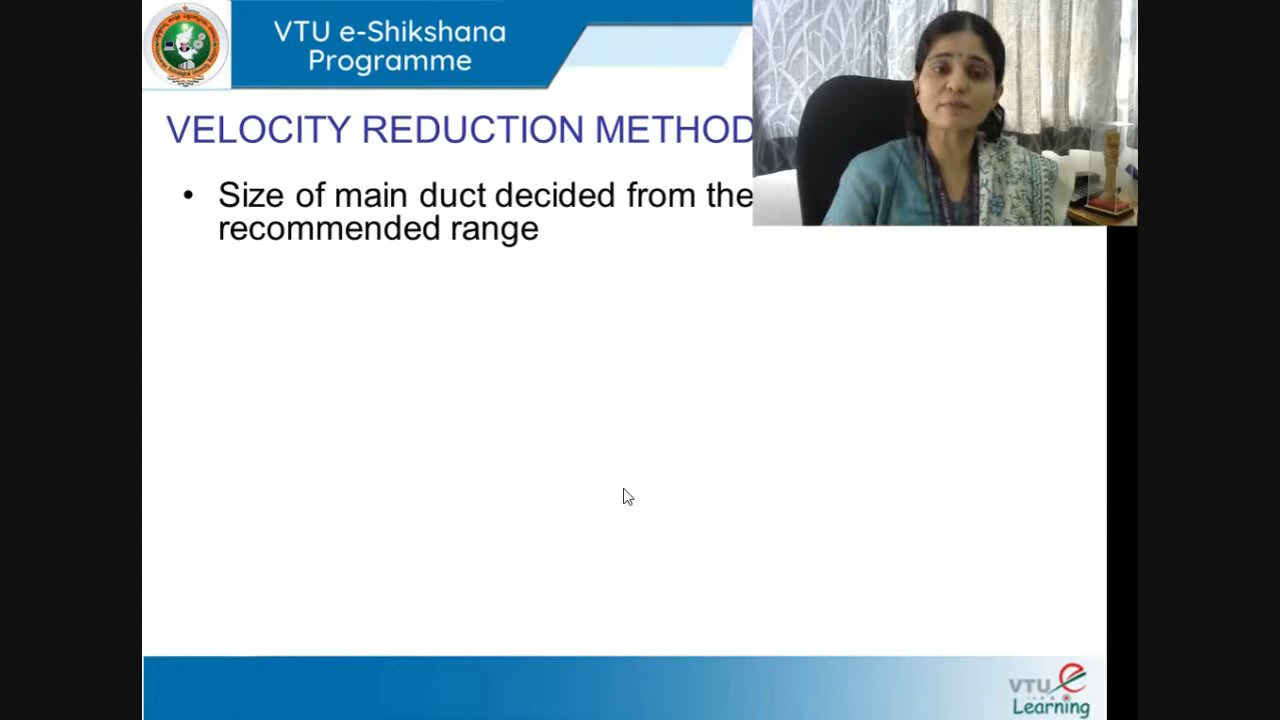 VTU e-Shikshana
Programme
VELOCITY REDUCTION METHOD
• Size of main duct decided from the
recommended range
VTU e
Learning